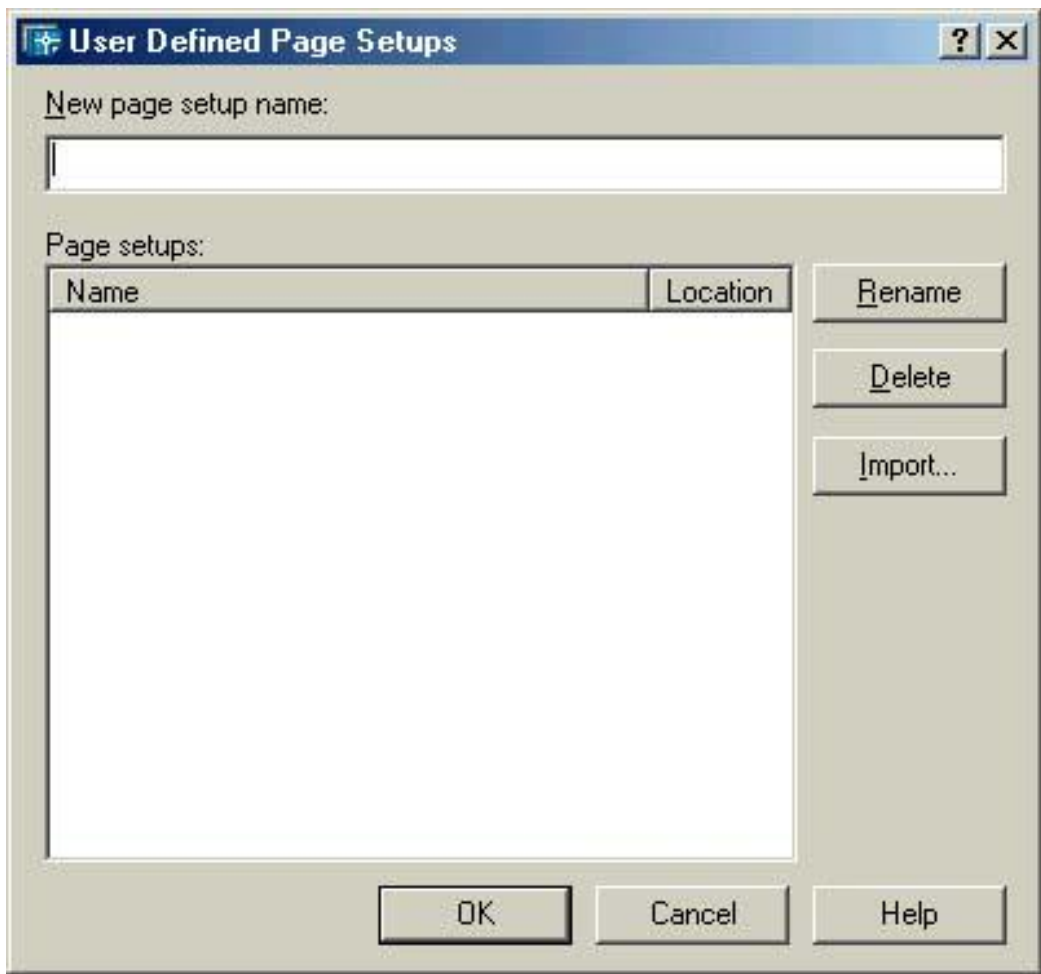 User Defined Page Setups
New page setup name:
Page setups:
Name Location
Rename
Delete
Import...
OK Cancel Help